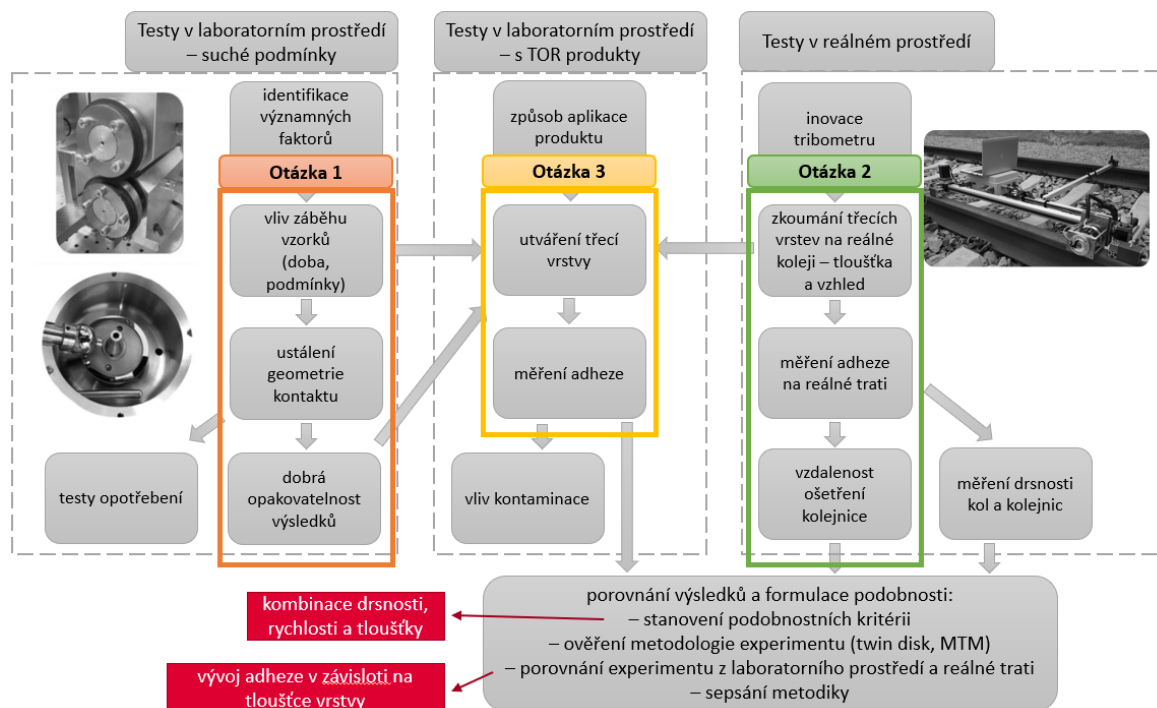 Testy v laboratorním prostředí
– suché podmínky
Testy v laboratorním prostředí
– s TOR produkty
Testy v reálném prostředí
identifikace
významných
faktorů
způsob aplikace
produktu
inovace
tribometru
Otázka 1
Otázka 3
Otázka 2
vliv záběhu
vzorků
(doba,
podmínky)
utváření třecí
vrstvy
zkoumání třecích
vrstev na reálné
koleji – tloušťka
a vzhled
ustálení
geometrie
kontaktu
měření adheze
měření adheze
na reálné trati
testy opotřebení
dobrá
opakovatelnost
výsledků
vliv kontaminace
vzdalenost
ošetření
kolejnice
měření drsnosti
kol a kolejnic
kombinace drsnosti,
rychlosti a tloušťky
vývoj adheze v závisloti na
tloušťce vrstvy
porovnání výsledků a formulace podobnosti:
– stanovení podobnostních kritérii
– ověření metodologie experimentu (twin disk, MTM)
– porovnání experimentu z laboratorního prostředí a reálné trati
– sepsání metodiky